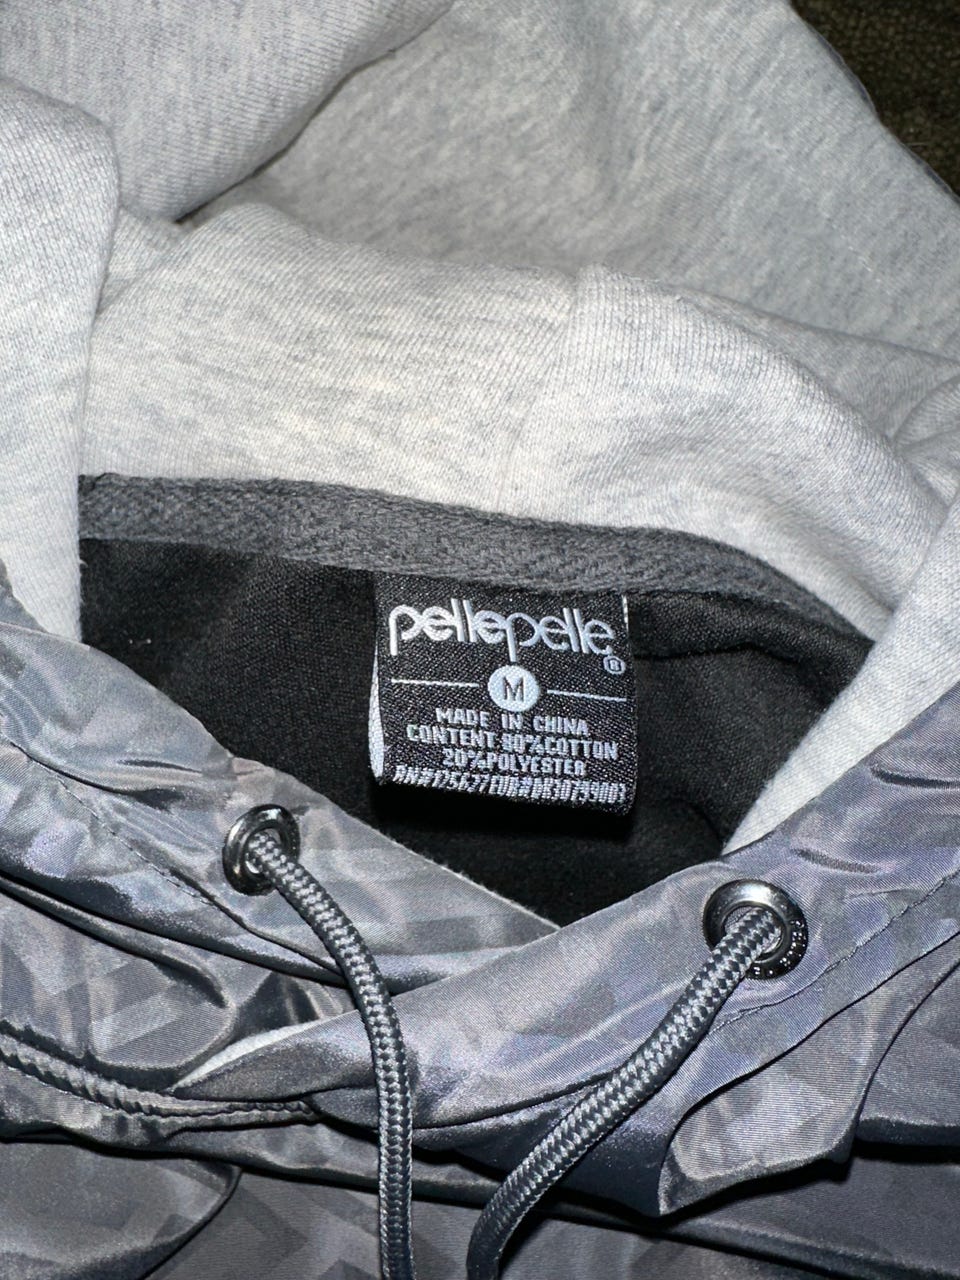 pellepelle®
M
MADE IN CHINA
CONTENT 80%COTTON
20%POLYESTER